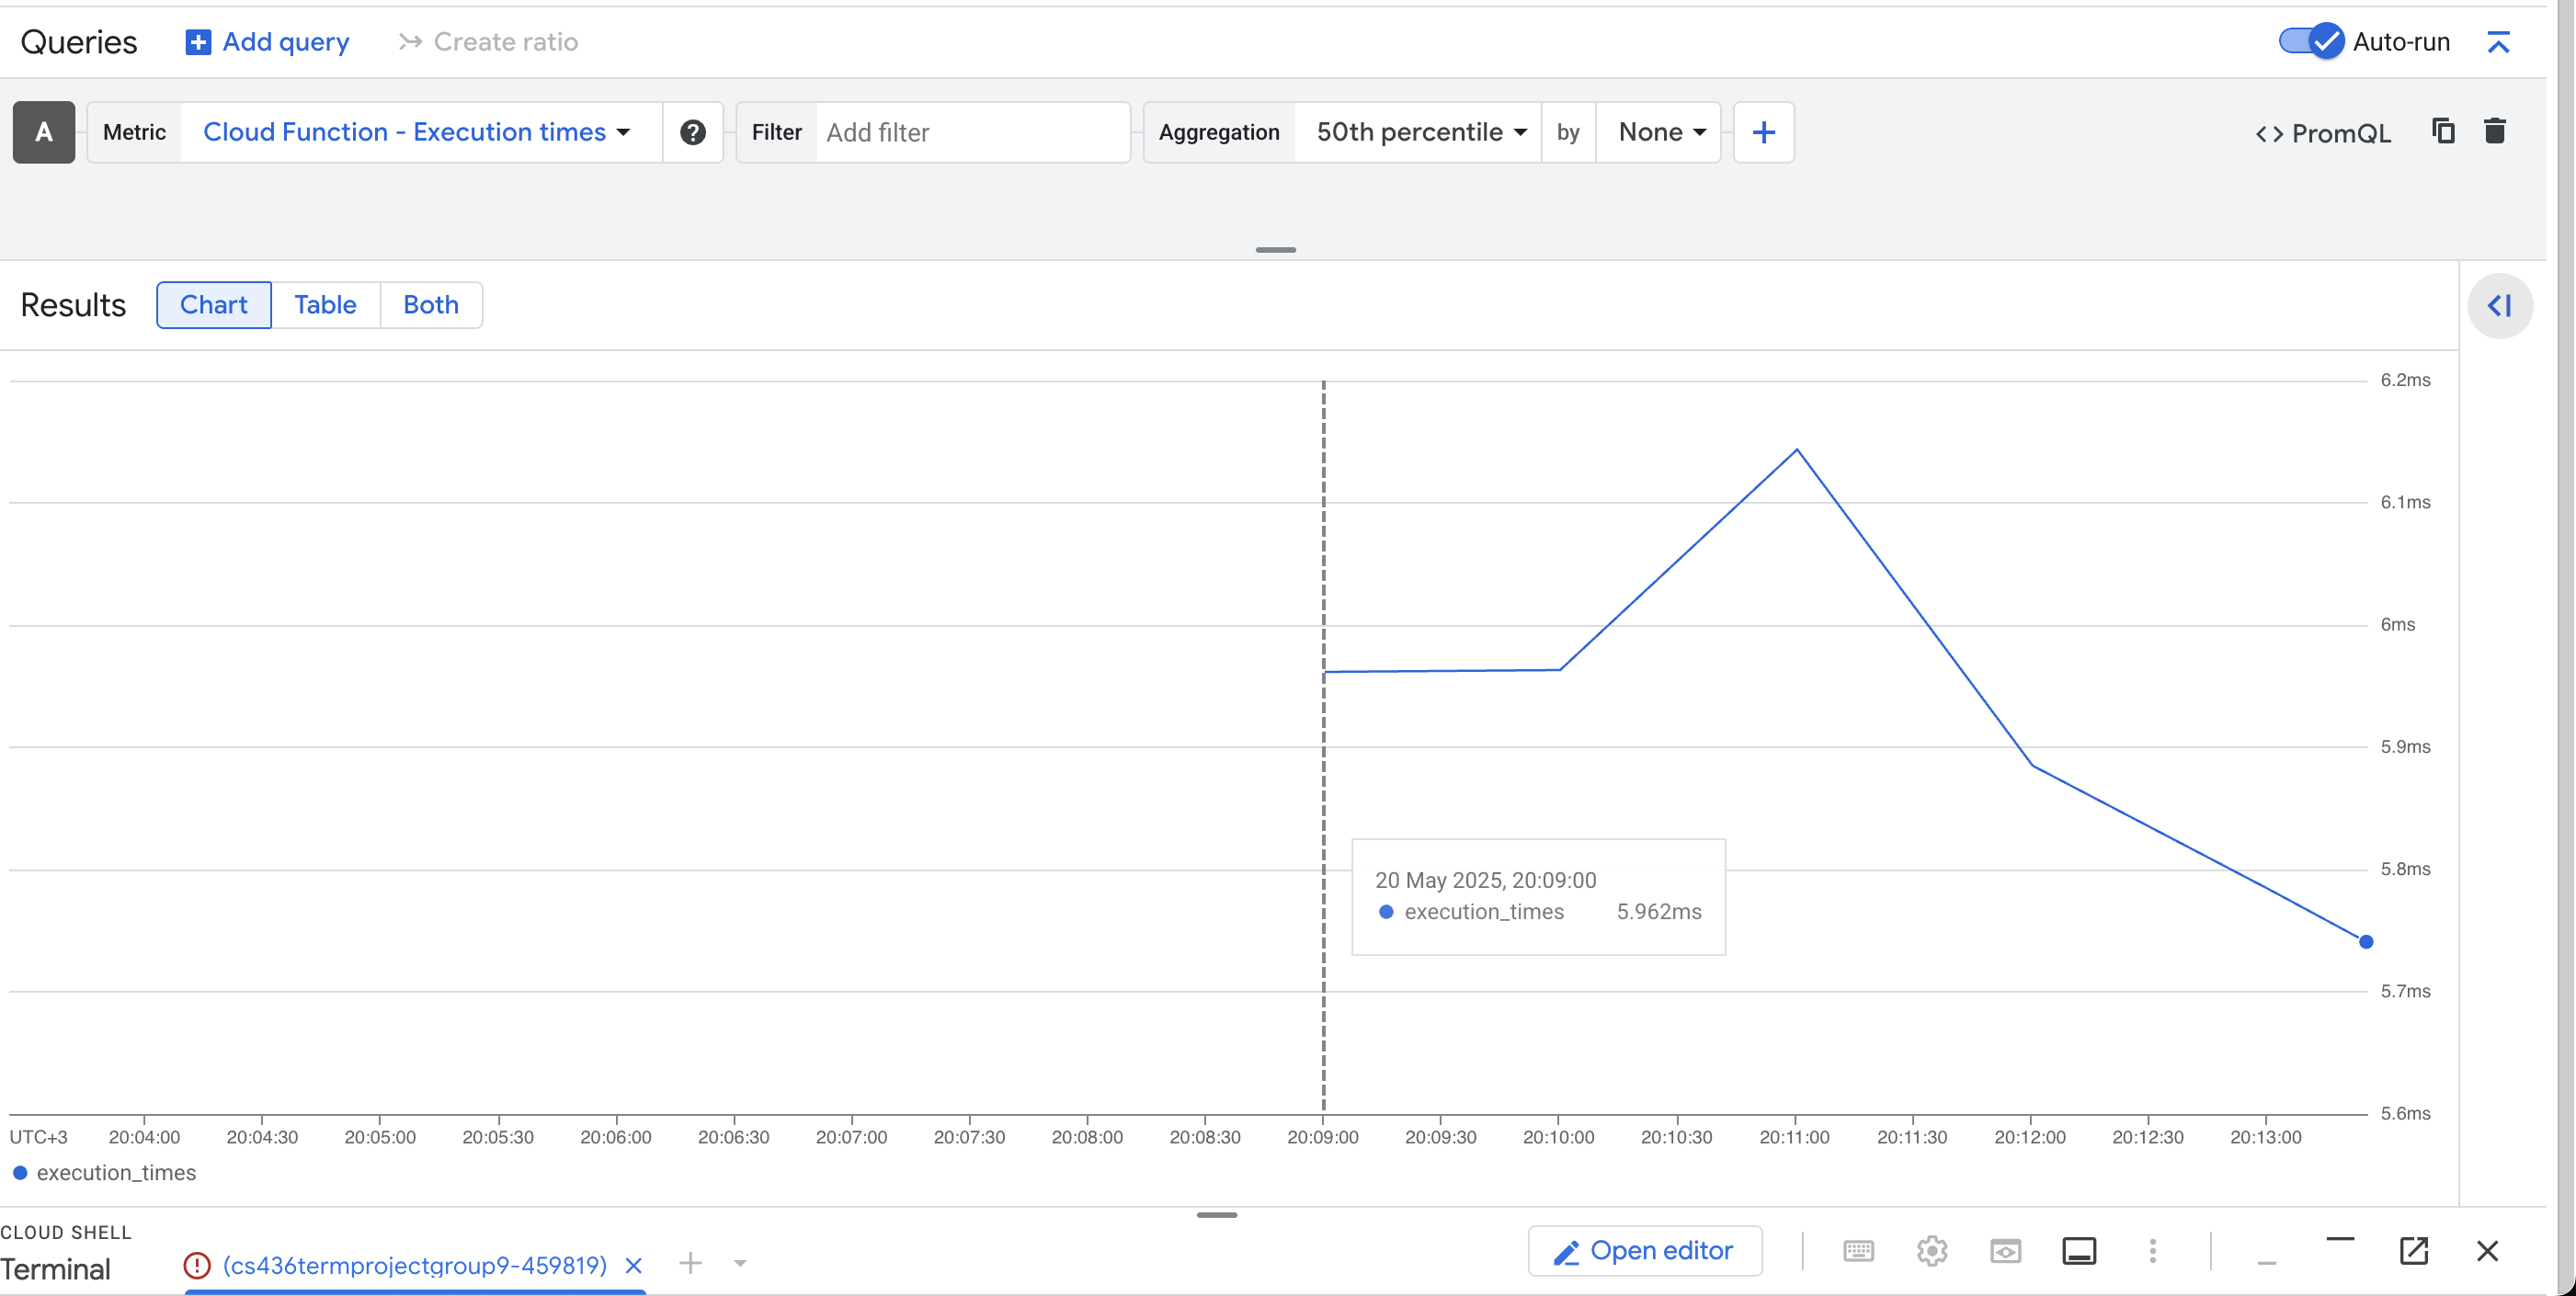 Queries Add query Create ratio Auto-run
A Metric Cloud Function - Execution times Filter Add filter Aggregation 50th percentile by None PromQL
Results Chart Table Both
6.2ms
6.1ms
6ms
5.9ms
5.8ms
5.7ms
5.6ms
20 May 2025, 20:09:00
execution_times 5.962ms
UTC+3 20:04:00 20:04:30 20:05:00 20:05:30 20:06:00 20:06:30 20:07:00 20:07:30 20:08:00 20:08:30 20:09:00 20:09:30 20:10:00 20:10:30 20:11:00 20:11:30 20:12:00 20:12:30 20:13:00
execution_times
CLOUD SHELL
Terminal (cs436termprojectgroup9-459819) Open editor